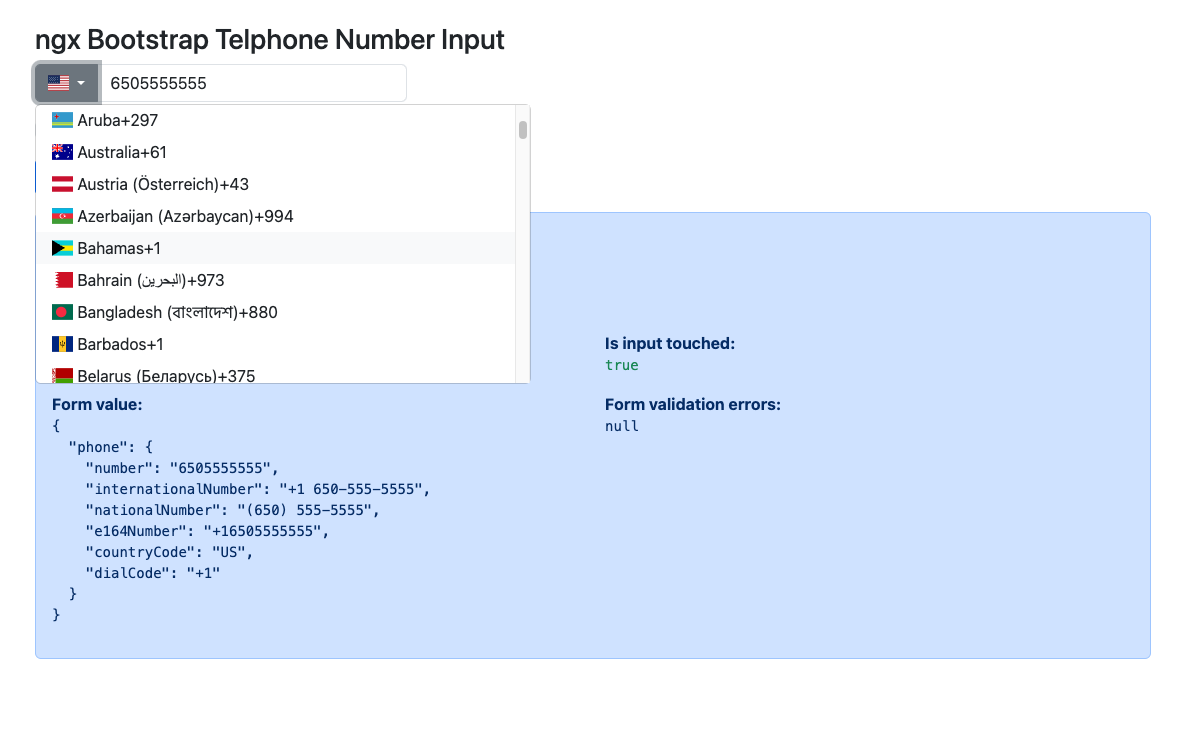 ngx Bootstrap Telphone Number Input
6505555555
Aruba+297
Australia+61
Austria (Österreich)+43
Azerbaijan (Azərbaycan)+994
Bahamas+1
Bahrain (‫البحرين‬‎)+973
Bangladesh (বাংলাদেশ)+880
Barbados+1
Belarus (Беларусь)+375
Is input touched:
true
Form value:
{
  "phone": {
    "number": "6505555555",
    "internationalNumber": "+1 650-555-5555",
    "nationalNumber": "(650) 555-5555",
    "e164Number": "+16505555555",
    "countryCode": "US",
    "dialCode": "+1"
  }
}
Form validation errors:
null